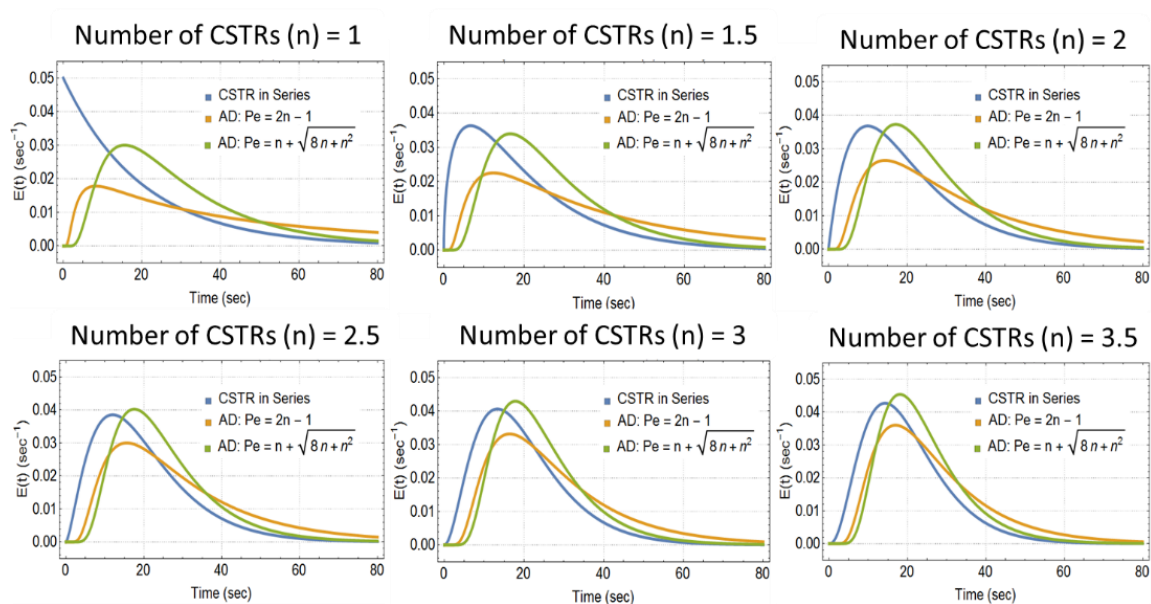 Number of CSTRs (n) = 1
E(t) (sec⁻¹)
0.05
0.04
0.03
0.02
0.01
0.00
CSTR in Series
AD: Pe = 2n − 1
AD: Pe = n + √(8n + n²)
0 20 40 60 80
Time (sec)
Number of CSTRs (n) = 1.5
E(t) (sec⁻¹)
0.05
0.04
0.03
0.02
0.01
0.00
CSTR in Series
AD: Pe = 2n − 1
AD: Pe = n + √(8n + n²)
0 20 40 60 80
Time (sec)
Number of CSTRs (n) = 2
E(t) (sec⁻¹)
0.05
0.04
0.03
0.02
0.01
0.00
CSTR in Series
AD: Pe = 2n − 1
AD: Pe = n + √(8n + n²)
0 20 40 60 80
Time (sec)
Number of CSTRs (n) = 2.5
E(t) (sec⁻¹)
0.05
0.04
0.03
0.02
0.01
0.00
CSTR in Series
AD: Pe = 2n − 1
AD: Pe = n + √(8n + n²)
0 20 40 60 80
Time (sec)
Number of CSTRs (n) = 3
E(t) (sec⁻¹)
0.05
0.04
0.03
0.02
0.01
0.00
CSTR in Series
AD: Pe = 2n − 1
AD: Pe = n + √(8n + n²)
0 20 40 60 80
Time (sec)
Number of CSTRs (n) = 3.5
E(t) (sec⁻¹)
0.05
0.04
0.03
0.02
0.01
0.00
CSTR in Series
AD: Pe = 2n − 1
AD: Pe = n + √(8n + n²)
0 20 40 60 80
Time (sec)